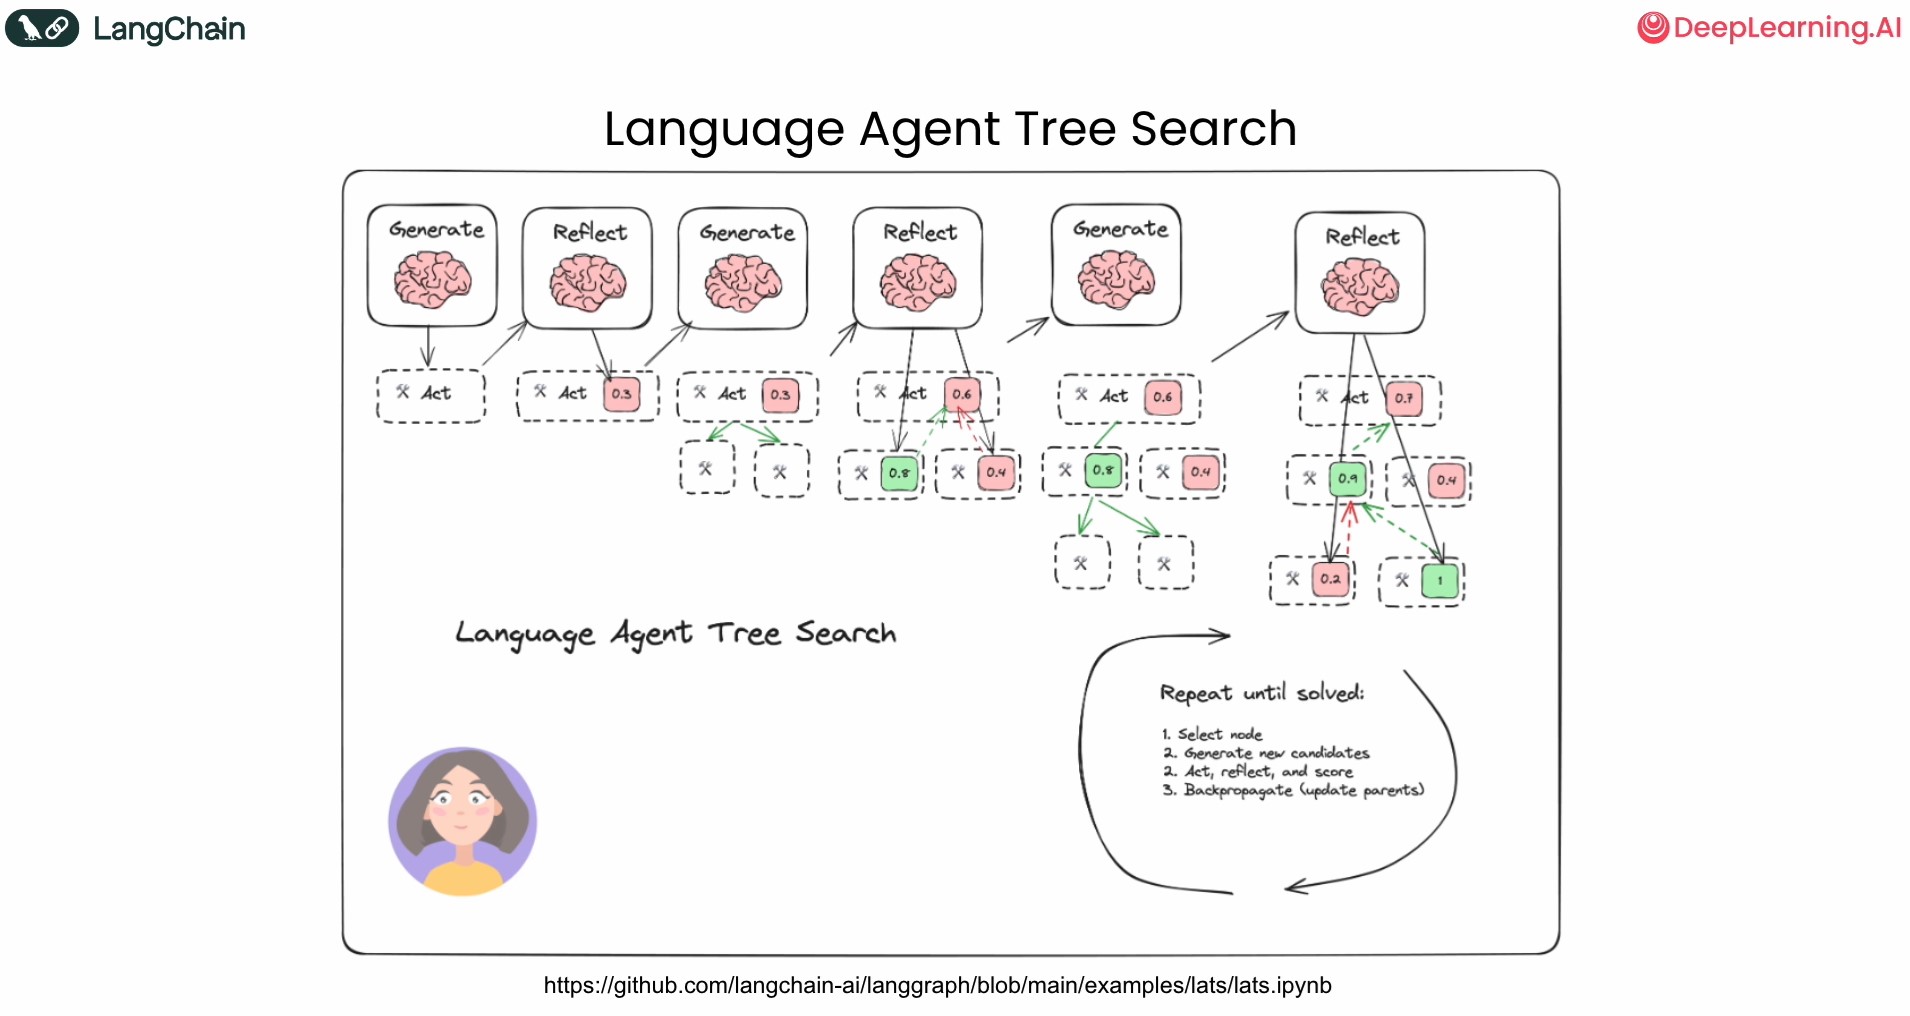 LangChain
DeepLearning.AI
Language Agent Tree Search
Generate
Reflect
Generate
Reflect
Generate
Reflect
Act
Act 0.3
Act 0.3
Act 0.6
Act 0.6
Act 0.7
0.8
0.4
0.8
0.4
0.9
0.4
0.2
1
Language Agent Tree Search
Repeat until solved:
1. Select node
2. Generate new candidates
2. Act, reflect, and score
3. Backpropagate (update parents)
https://github.com/langchain-ai/langgraph/blob/main/examples/lats/lats.ipynb